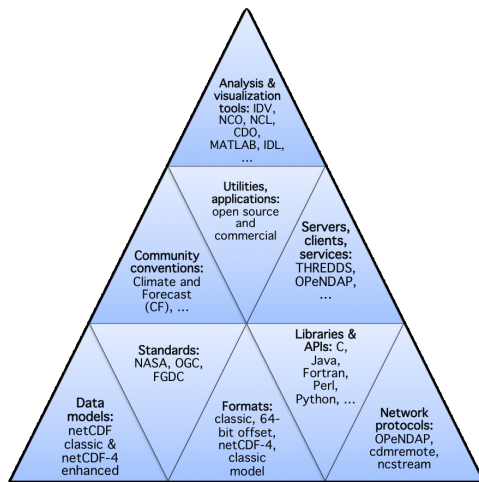 Analysis &
visualization
tools: IDV,
NCO, NCL,
CDO,
MATLAB, IDL,
...
Utilities,
applications:
open source
and
commercial
Community
conventions:
Climate and
Forecast
(CF), ...
Servers,
clients,
services:
THREDDS,
OPeNDAP,
...
Standards:
NASA, OGC,
FGDC
Libraries &
APIs: C,
Java,
Fortran,
Perl,
Python, ...
Data
models:
netCDF
classic &
netCDF-4
enhanced
Formats:
classic, 64-
bit offset,
netCDF-4,
classic
model
Network
protocols:
OPeNDAP,
cdmremote,
ncstream